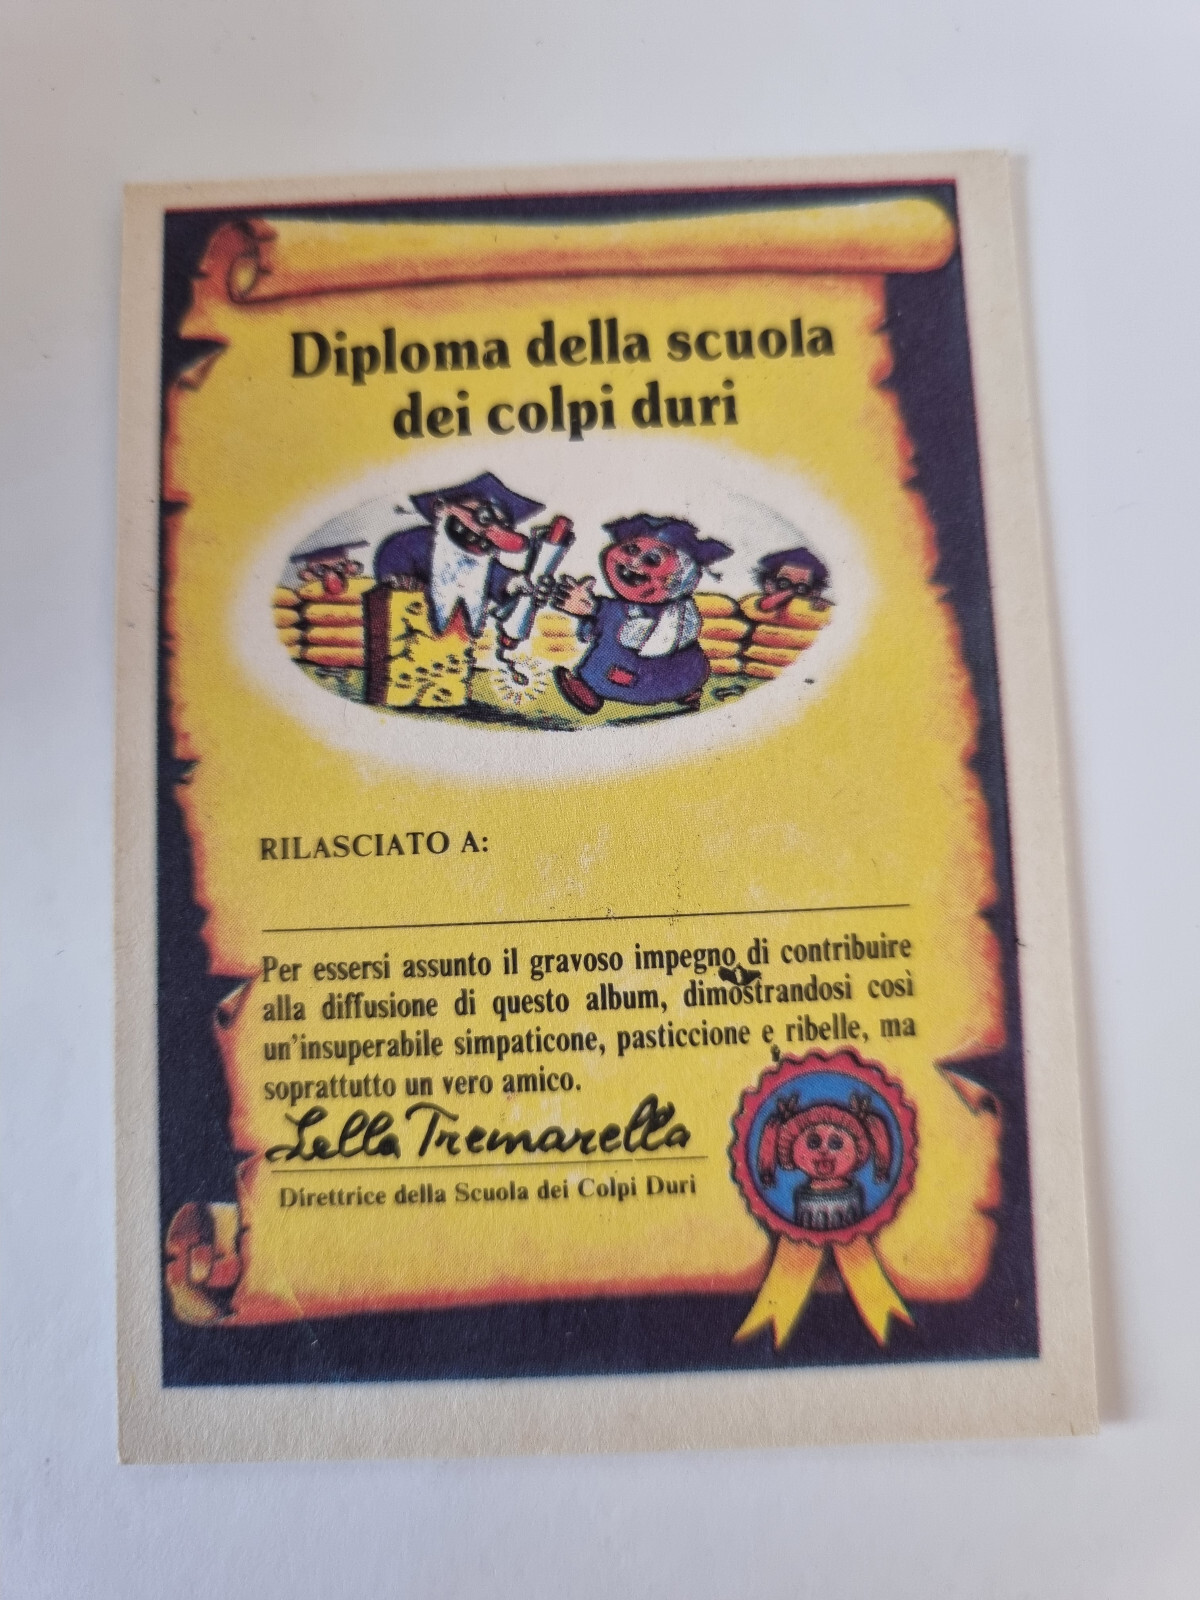 Diploma della scuola
dei colpi duri
RILASCIATO A:
Per essersi assunto il gravoso impegno di contribuire
alla diffusione di questo album, dimostrandosi così
un'insuperabile simpaticone, pasticcione e ribelle, ma
soprattutto un vero amico.
Lella Tremarella
Direttrice della Scuola dei Colpi Duri